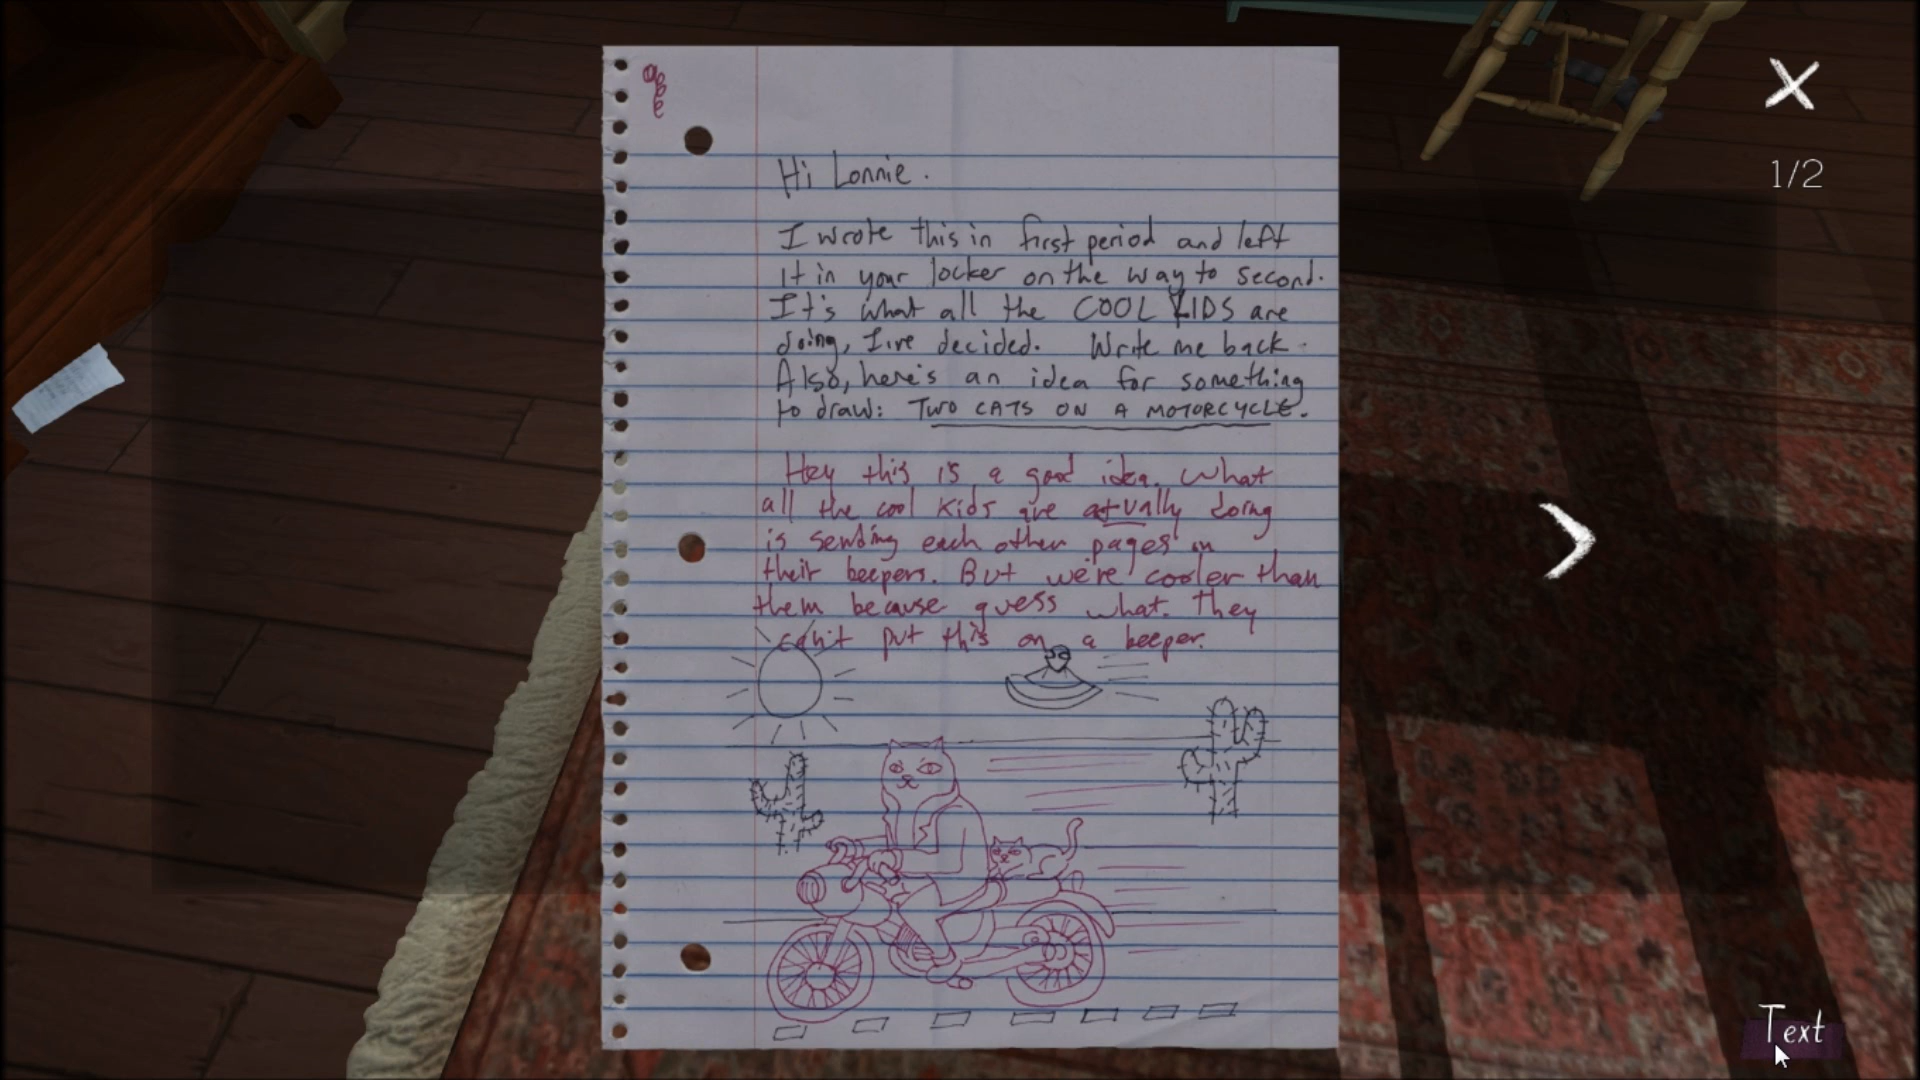 1/2
Hi Lonnie.
I wrote this in first period and left
it in your locker on the way to second.
It's what all the COOL KIDS are
doing, I've decided. Write me back.
Also, here's an idea for something
to draw: TWO CATS ON A MOTORCYCLE.
Hey this is a good idea. What
all the cool kids are actually doing
is sending each other pages on
their beepers. But we're cooler than
them because guess what. They
can't put this on a beeper.
Text